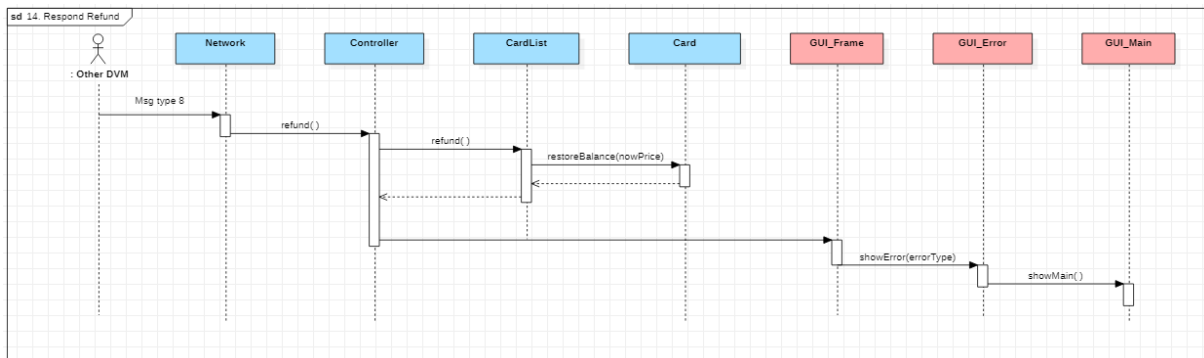 sd 14. Respond Refund
Network
Controller
CardList
Card
GUI_Frame
GUI_Error
GUI_Main
: Other DVM
Msg type 8
refund( )
refund( )
restoreBalance(nowPrice)
showError(errorType)
showMain( )